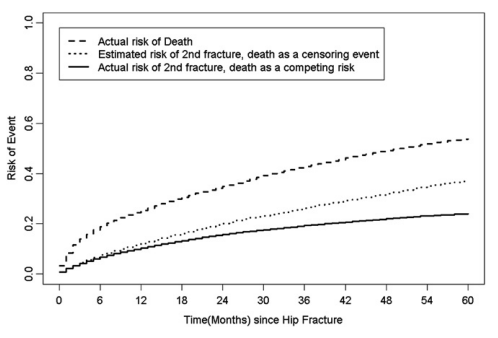 Actual risk of Death
Estimated risk of 2nd fracture, death as a censoring event
Actual risk of 2nd fracture, death as a competing risk
Risk of Event
1.0
0.8
0.6
0.4
0.2
0.0
0 6 12 18 24 30 36 42 48 54 60
Time(Months) since Hip Fracture